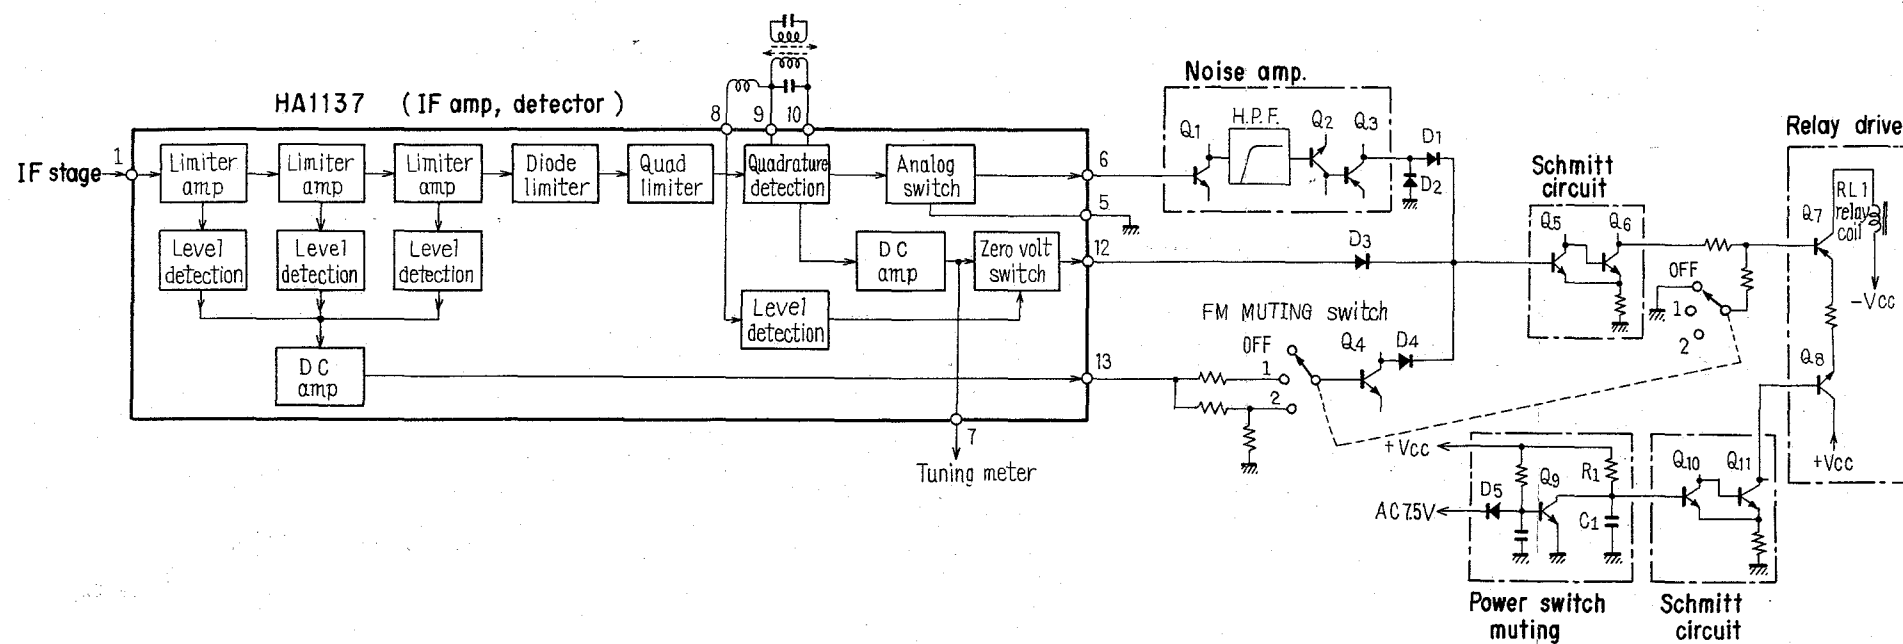 HA1137 (IF amp, detector)
IF stage
1
Limiter
amp
Limiter
amp
Limiter
amp
Diode
limiter
Quad
limiter
Quadrature
detection
Analog
switch
8
9
10
6
5
12
13
7
Level
detection
Level
detection
Level
detection
DC
amp
Zero volt
switch
Level
detection
DC
amp
Tuning meter
Noise amp.
Q1
H.P.F.
Q2
Q3
D1
D2
D3
FM MUTING switch
OFF
1
2
Q4
D4
Schmitt
circuit
Q5
Q6
OFF
1
2
Relay drive
Q7
RL1
relay
coil
-Vcc
Q8
+Vcc
+Vcc
AC7.5V
D5
Q9
R1
C1
Q10
Q11
Power switch
muting
Schmitt
circuit